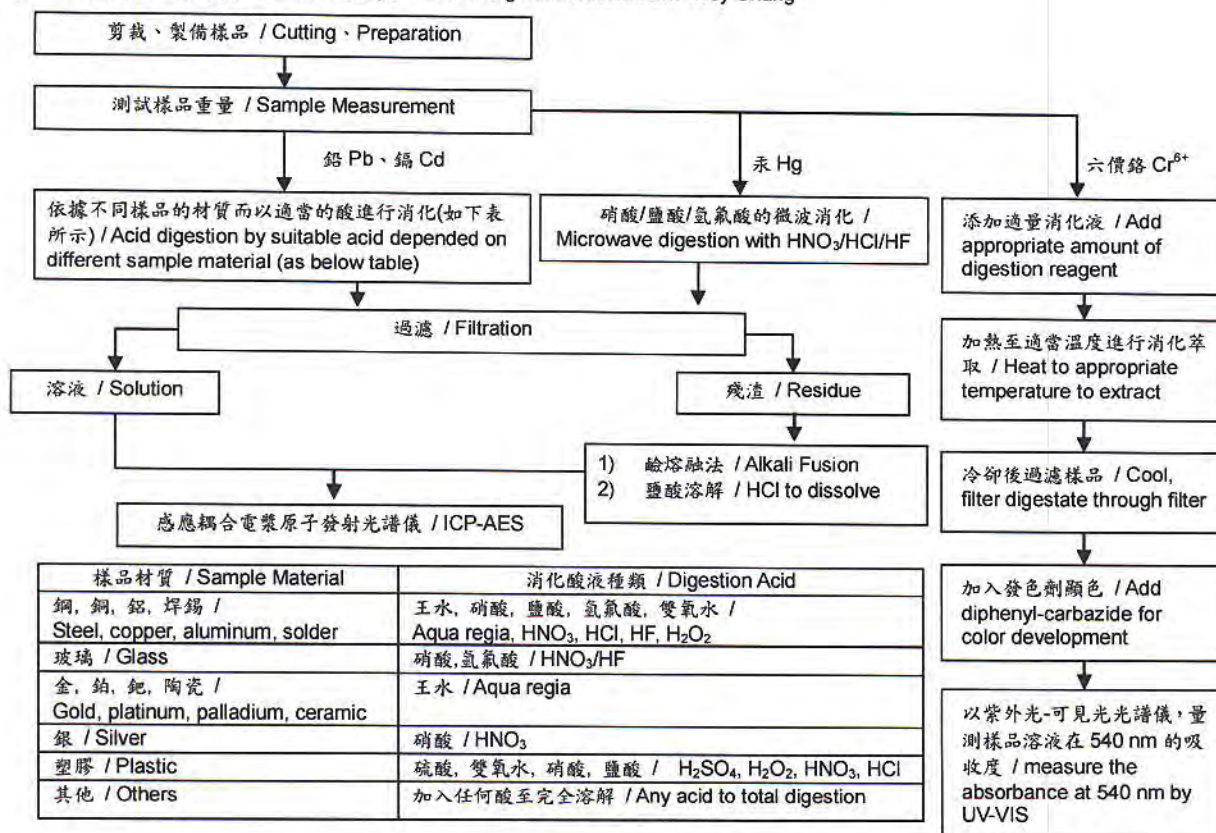 剪裁、製備樣品 / Cutting、Preparation
測試樣品重量 / Sample Measurement
鉛 Pb、鎘 Cd
汞 Hg
六價鉻 Cr⁶⁺
依據不同樣品的材質而以適當的酸進行消化(如下表
所示) / Acid digestion by suitable acid depended on
different sample material (as below table)
硝酸/鹽酸/氫氟酸的微波消化 /
Microwave digestion with HNO₃/HCl/HF
添加適量消化液 / Add
appropriate amount of
digestion reagent
過濾 / Filtration
加熱至適當溫度進行消化萃
取 / Heat to appropriate
temperature to extract
溶液 / Solution
殘渣 / Residue
1) 鹼熔融法 / Alkali Fusion
2) 鹽酸溶解 / HCl to dissolve
冷卻後過濾樣品 / Cool,
filter digestate through filter
感應耦合電漿原子發射光譜儀 / ICP-AES
加入發色劑顯色 / Add
diphenyl-carbazide for
color development
以紫外光-可見光光譜儀，量
測樣品溶液在 540 nm 的吸
收度 / measure the
absorbance at 540 nm by
UV-VIS
樣品材質 / Sample Material
消化酸液種類 / Digestion Acid
鋼, 銅, 鋁, 焊錫 /
Steel, copper, aluminum, solder
王水, 硝酸, 鹽酸, 氫氟酸, 雙氧水 /
Aqua regia, HNO₃, HCl, HF, H₂O₂
玻璃 / Glass
硝酸,氫氟酸 / HNO₃/HF
金, 鉑, 鈀, 陶瓷 /
Gold, platinum, palladium, ceramic
王水 / Aqua regia
銀 / Silver
硝酸 / HNO₃
塑膠 / Plastic
硫酸, 雙氧水, 硝酸, 鹽酸 / H₂SO₄, H₂O₂, HNO₃, HCl
其他 / Others
加入任何酸至完全溶解 / Any acid to total digestion